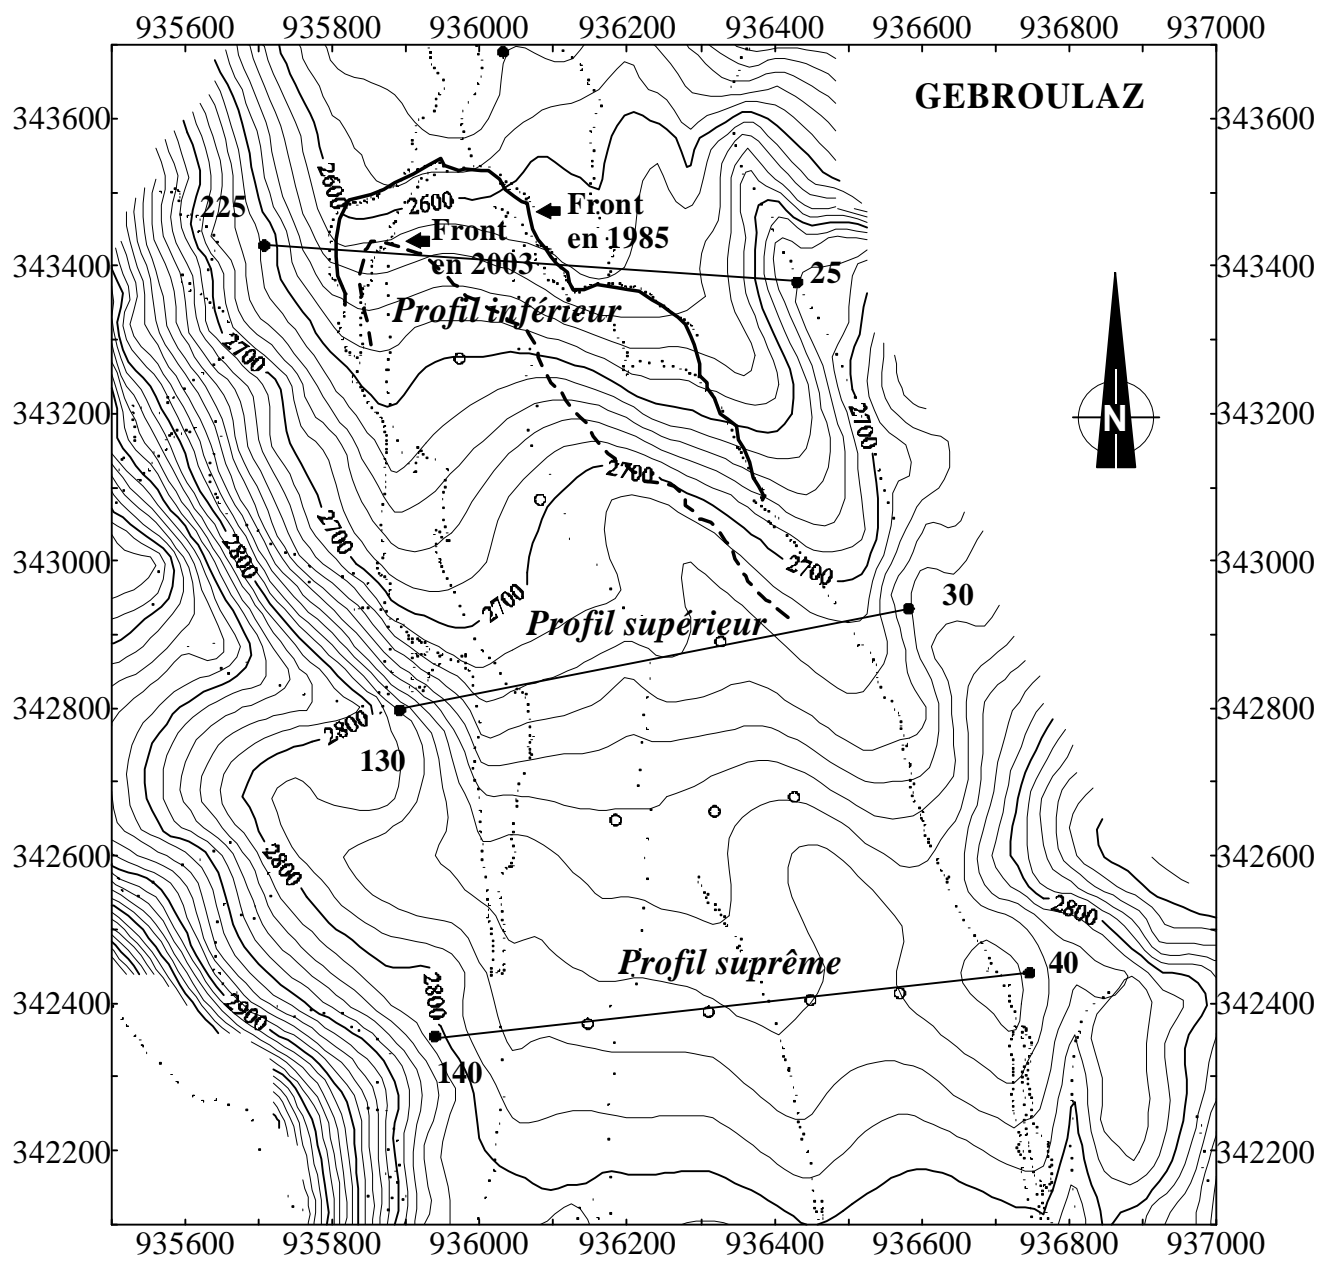 935600 935800 936000 936200 936400 936600 936800 937000
GEBROULAZ
343600 343600
2600
225
2600
Front
en 1985
Front
en 2003
343400 25 343400
Profil inférieur
2700
343200 2700 343200
2700
2700
2800
343000 2700 343000
2700
30
Profil supérieur
342800 2800 342800
130
342600 2800 342600
2800
Profil suprême
40
2800
342400 2900 342400
140
342200 342200
935600 935800 936000 936200 936400 936600 936800 937000
N